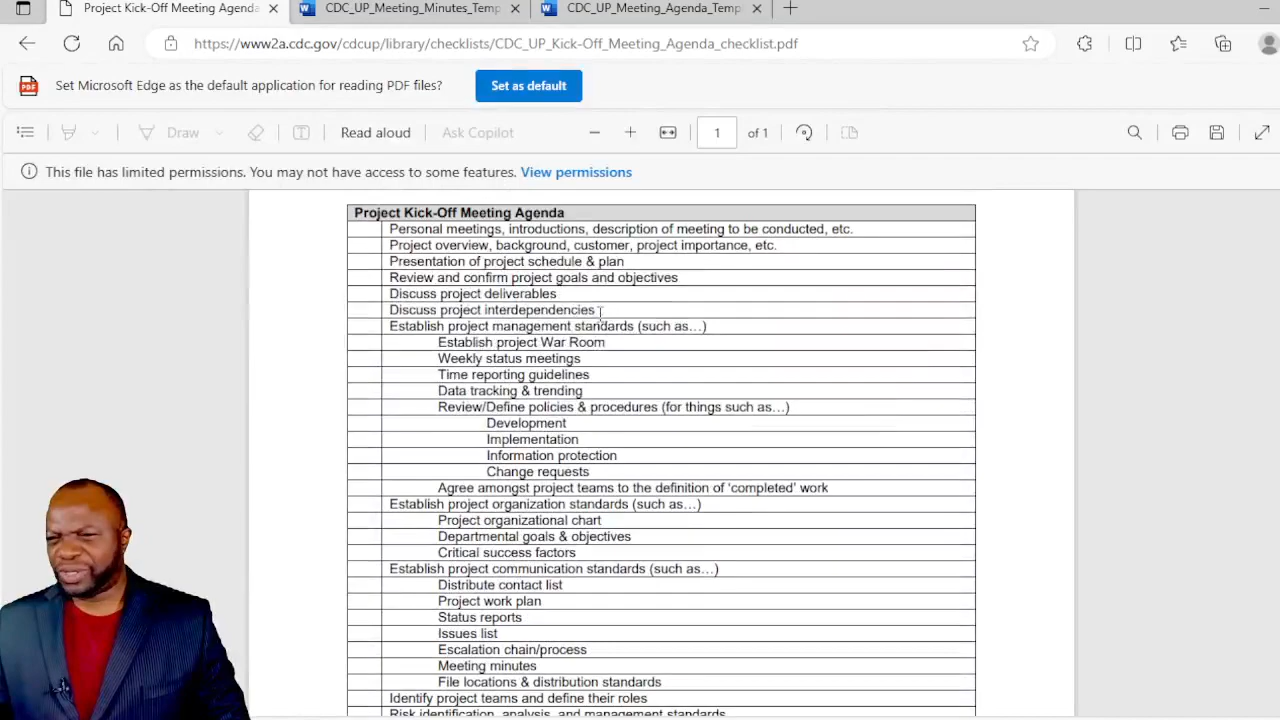 Project Kick-Off Meeting Agenda
CDC_UP_Meeting_Minutes_Temp
CDC_UP_Meeting_Agenda_Temp
https://www2a.cdc.gov/cdcup/library/checklists/CDC_UP_Kick-Off_Meeting_Agenda_checklist.pdf
PDF
Set Microsoft Edge as the default application for reading PDF files?
Set as default
Draw
Read aloud
Ask Copilot
1 of 1
This file has limited permissions. You may not have access to some features. View permissions
Project Kick-Off Meeting Agenda
Personal meetings, introductions, description of meeting to be conducted, etc.
Project overview, background, customer, project importance, etc.
Presentation of project schedule & plan
Review and confirm project goals and objectives
Discuss project deliverables
Discuss project interdependencies
Establish project management standards (such as…)
Establish project War Room
Weekly status meetings
Time reporting guidelines
Data tracking & trending
Review/Define policies & procedures (for things such as…)
Development
Implementation
Information protection
Change requests
Agree amongst project teams to the definition of ‘completed’ work
Establish project organization standards (such as…)
Project organizational chart
Departmental goals & objectives
Critical success factors
Establish project communication standards (such as…)
Distribute contact list
Project work plan
Status reports
Issues list
Escalation chain/process
Meeting minutes
File locations & distribution standards
Identify project teams and define their roles
Risk identification, analysis, and management standards